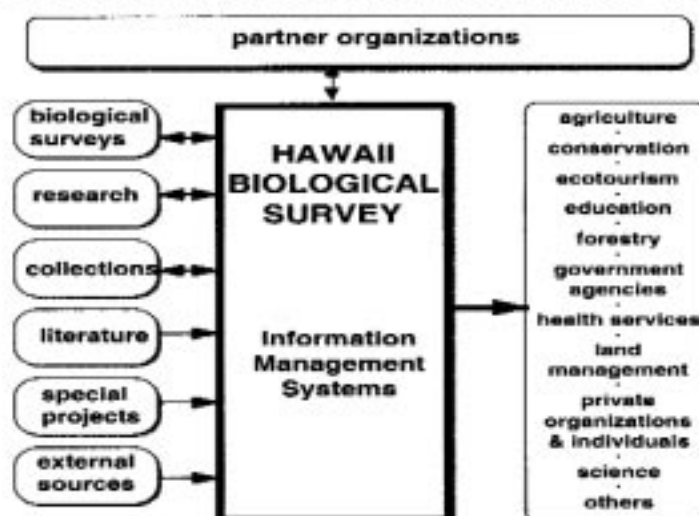 partner organizations
biological
surveys
research
collections
literature
special
projects
external
sources
HAWAII
BIOLOGICAL
SURVEY
Information
Management
Systems
agriculture
conservation
ecotourism
education
forestry
government
agencies
health services
land
management
private
organizations
& individuals
science
others